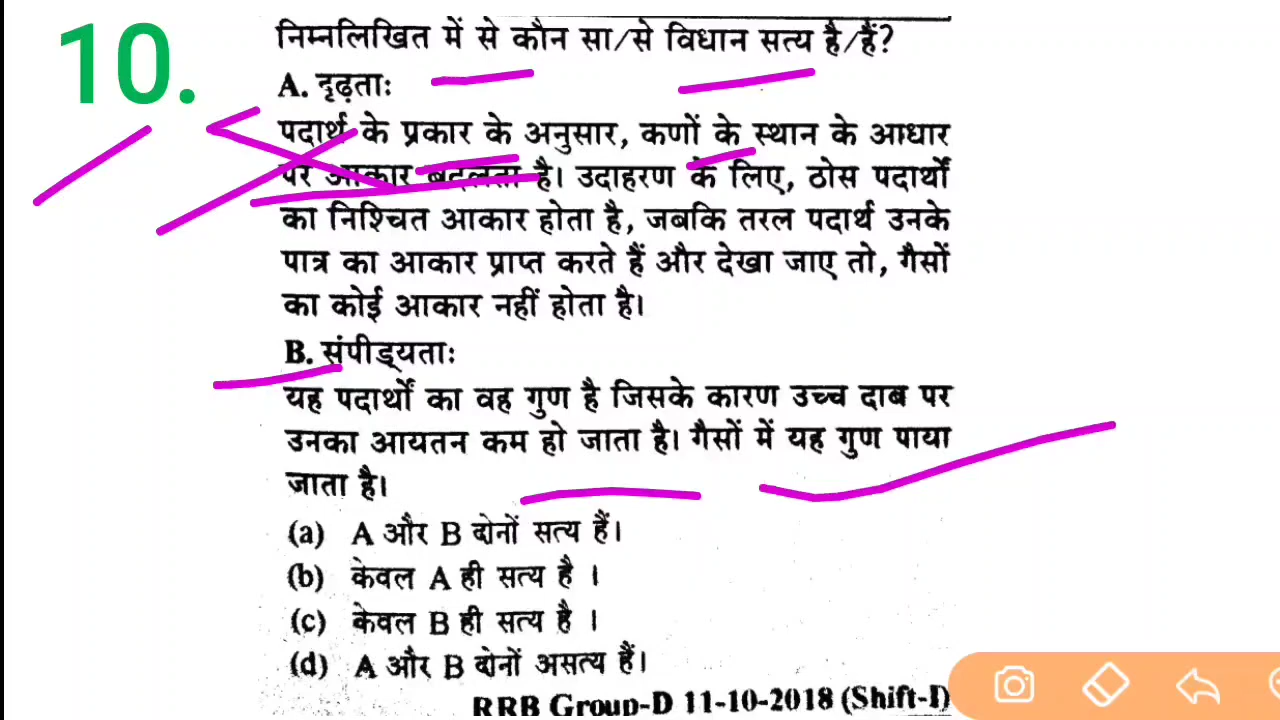 10.
निम्नलिखित में से कौन सा/से विधान सत्य है/हैं?
A. दृढ़ताः
पदार्थ के प्रकार के अनुसार, कणों के स्थान के आधार
पर आकार बदलता है। उदाहरण के लिए, ठोस पदार्थों
का निश्चित आकार होता है, जबकि तरल पदार्थ उनके
पात्र का आकार प्राप्त करते हैं और देखा जाए तो, गैसों
का कोई आकार नहीं होता है।
B. संपीड्यताः
यह पदार्थों का वह गुण है जिसके कारण उच्च दाब पर
उनका आयतन कम हो जाता है। गैसों में यह गुण पाया
जाता है।
(a) A और B दोनों सत्य हैं।
(b) केवल A ही सत्य है ।
(c) केवल B ही सत्य है ।
(d) A और B दोनों असत्य हैं।
RRB Group-D 11-10-2018 (Shift-I)